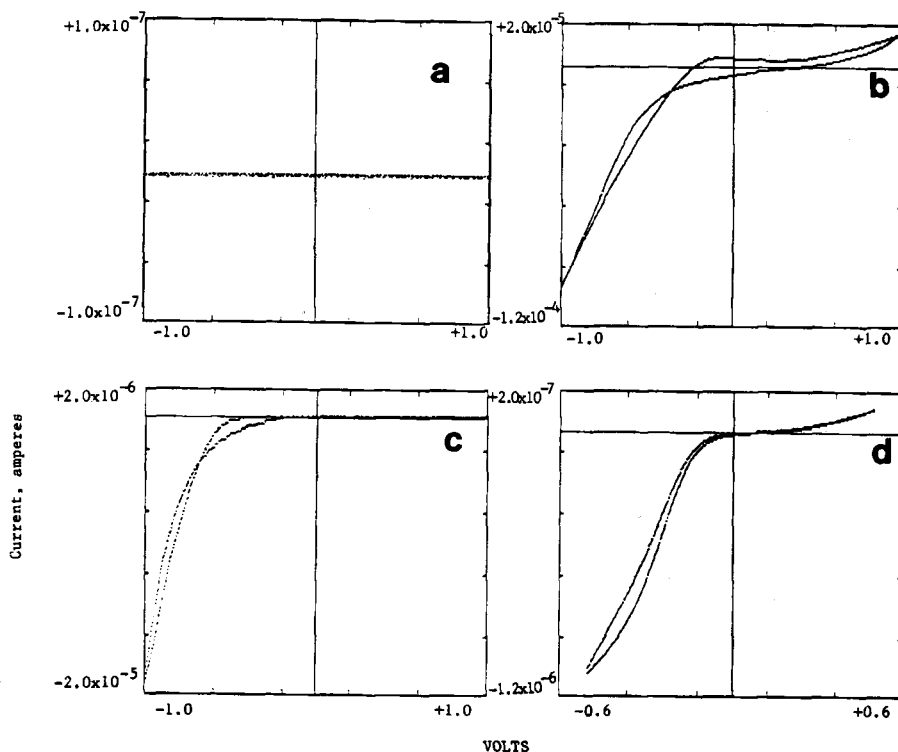 +1.0x10⁻⁷
a
-1.0x10⁻⁷
-1.0
+1.0
+2.0x10⁻⁵
b
-1.2x10⁻⁴
-1.0
+1.0
+2.0x10⁻⁶
c
-2.0x10⁻⁵
-1.0
+1.0
+2.0x10⁻⁷
d
-1.2x10⁻⁶
-0.6
+0.6
Current, amperes
VOLTS